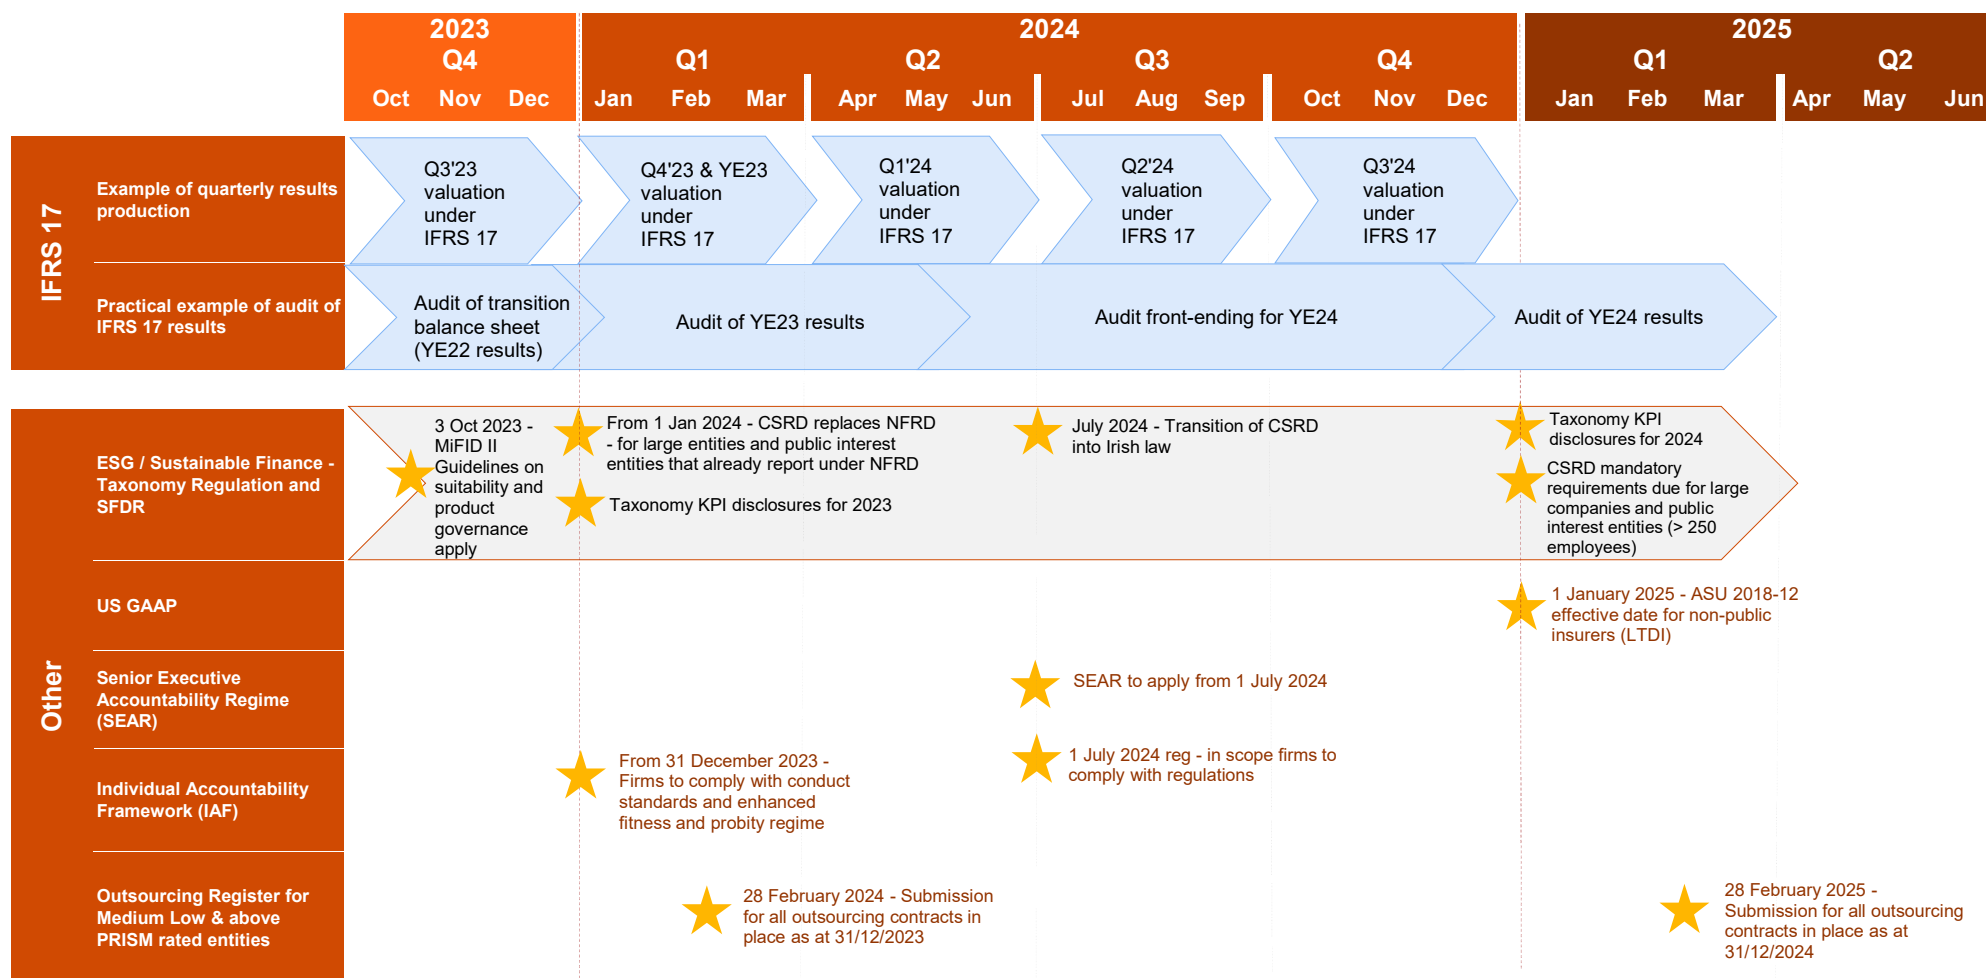 2023
2024
2025
Q4
Q1
Q2
Q3
Q4
Q1
Q2
Oct Nov Dec
Jan Feb Mar
Apr May Jun
Jul Aug Sep
Oct Nov Dec
Jan Feb Mar
Apr May Jun
IFRS 17
Example of quarterly results
production
Q3'23
valuation
under
IFRS 17
Q4'23 & YE23
valuation
under
IFRS 17
Q1'24
valuation
under
IFRS 17
Q2'24
valuation
under
IFRS 17
Q3'24
valuation
under
IFRS 17
Practical example of audit of
IFRS 17 results
Audit of transition
balance sheet
(YE22 results)
Audit of YE23 results
Audit front-ending for YE24
Audit of YE24 results
Other
ESG / Sustainable Finance -
Taxonomy Regulation and
SFDR
3 Oct 2023 -
MiFID II
Guidelines on
suitability and
product
governance
apply
From 1 Jan 2024 - CSRD replaces NFRD
- for large entities and public interest
entities that already report under NFRD
Taxonomy KPI disclosures for 2023
July 2024 - Transition of CSRD
into Irish law
Taxonomy KPI
disclosures for 2024
CSRD mandatory
requirements due for large
companies and public
interest entities (> 250
employees)
US GAAP
1 January 2025 - ASU 2018-12
effective date for non-public
insurers (LTDI)
Senior Executive
Accountability Regime
(SEAR)
SEAR to apply from 1 July 2024
Individual Accountability
Framework (IAF)
From 31 December 2023 -
Firms to comply with conduct
standards and enhanced
fitness and probity regime
1 July 2024 reg - in scope firms to
comply with regulations
Outsourcing Register for
Medium Low & above
PRISM rated entities
28 February 2024 - Submission
for all outsourcing contracts in
place as at 31/12/2023
28 February 2025 -
Submission for all outsourcing
contracts in place as at
31/12/2024